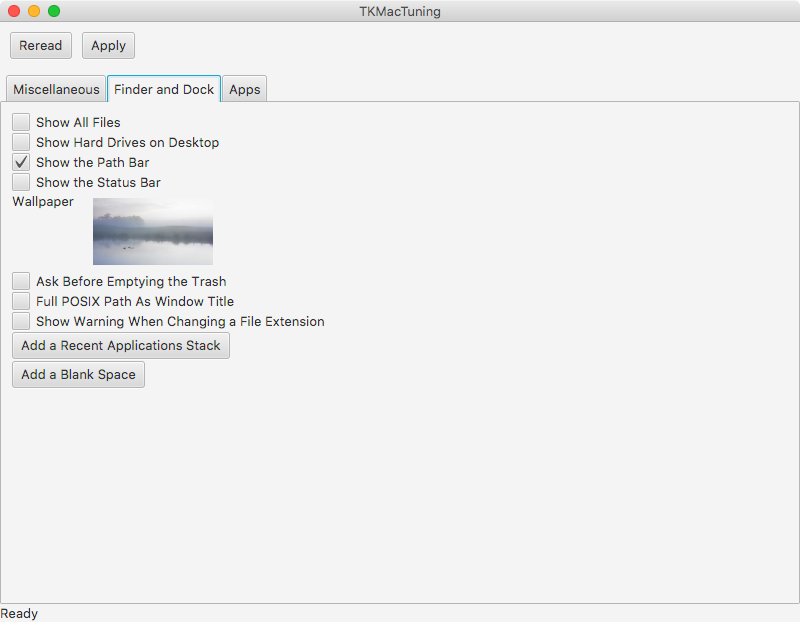 TKMacTuning
Reread Apply
Miscellaneous Finder and Dock Apps
Show All Files
Show Hard Drives on Desktop
Show the Path Bar
Show the Status Bar
Wallpaper
Ask Before Emptying the Trash
Full POSIX Path As Window Title
Show Warning When Changing a File Extension
Add a Recent Applications Stack
Add a Blank Space
Ready